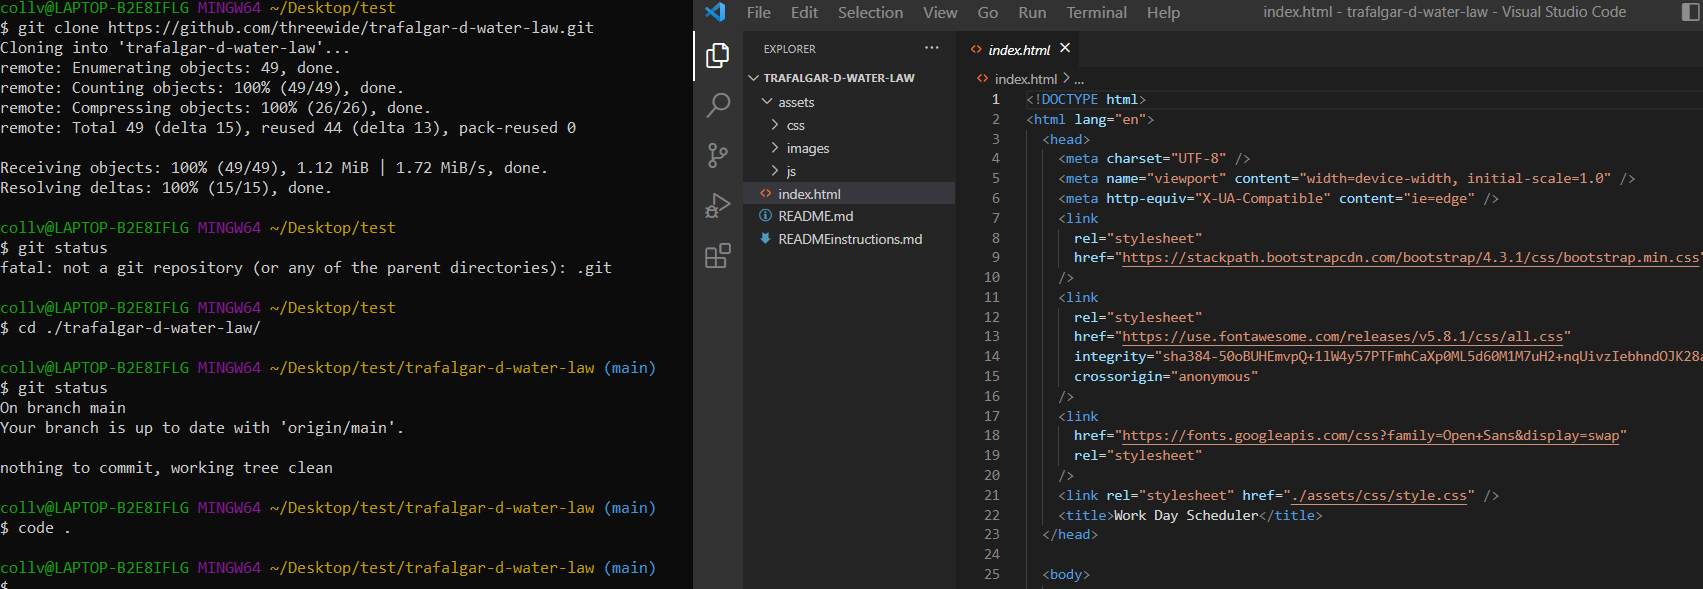 collv@LAPTOP-B2E8IFLG MINGW64 ~/Desktop/test
$ git clone https://github.com/threewide/trafalgar-d-water-law.git
Cloning into 'trafalgar-d-water-law'...
remote: Enumerating objects: 49, done.
remote: Counting objects: 100% (49/49), done.
remote: Compressing objects: 100% (26/26), done.
remote: Total 49 (delta 15), reused 44 (delta 13), pack-reused 0
Receiving objects: 100% (49/49), 1.12 MiB | 1.72 MiB/s, done.
Resolving deltas: 100% (15/15), done.
collv@LAPTOP-B2E8IFLG MINGW64 ~/Desktop/test
$ git status
fatal: not a git repository (or any of the parent directories): .git
collv@LAPTOP-B2E8IFLG MINGW64 ~/Desktop/test
$ cd ./trafalgar-d-water-law/
collv@LAPTOP-B2E8IFLG MINGW64 ~/Desktop/test/trafalgar-d-water-law (main)
$ git status
On branch main
Your branch is up to date with 'origin/main'.
nothing to commit, working tree clean
collv@LAPTOP-B2E8IFLG MINGW64 ~/Desktop/test/trafalgar-d-water-law (main)
$ code .
collv@LAPTOP-B2E8IFLG MINGW64 ~/Desktop/test/trafalgar-d-water-law (main)
$
File Edit Selection View Go Run Terminal Help index.html - trafalgar-d-water-law - Visual Studio Code
EXPLORER ...
TRAFALGAR-D-WATER-LAW
assets
css
images
js
index.html
README.md
READMEinstructions.md
index.html
index.html > ...
1 <!DOCTYPE html>
2 <html lang="en">
3 <head>
4 <meta charset="UTF-8" />
5 <meta name="viewport" content="width=device-width, initial-scale=1.0" />
6 <meta http-equiv="X-UA-Compatible" content="ie=edge" />
7 <link
8 rel="stylesheet"
9 href="https://stackpath.bootstrapcdn.com/bootstrap/4.3.1/css/bootstrap.min.css"
10 />
11 <link
12 rel="stylesheet"
13 href="https://use.fontawesome.com/releases/v5.8.1/css/all.css"
14 integrity="sha384-50oBUHEmvpQ+1lW4y57PTFmhCaXp0ML5d60M1M7uH2+nqUivzIebhndOJK28a
15 crossorigin="anonymous"
16 />
17 <link
18 href="https://fonts.googleapis.com/css?family=Open+Sans&display=swap"
19 rel="stylesheet"
20 />
21 <link rel="stylesheet" href="./assets/css/style.css" />
22 <title>Work Day Scheduler</title>
23 </head>
24
25 <body>